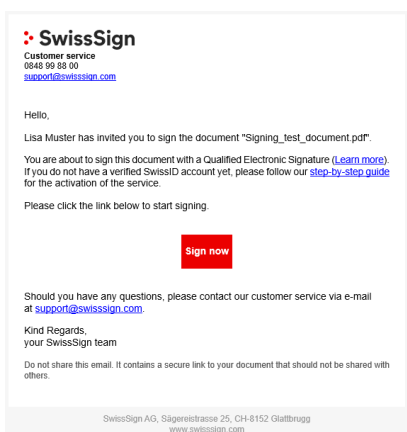 SwissSign
Customer service
0848 99 88 00
support@swisssign.com
Hello,
Lisa Muster has invited you to sign the document "Signing_test_document.pdf".
You are about to sign this document with a Qualified Electronic Signature (Learn more).
If you do not have a verified SwissID account yet, please follow our step-by-step guide
for the activation of the service.
Please click the link below to start signing.
Sign now
Should you have any questions, please contact our customer service via e-mail
at support@swisssign.com.
Kind Regards,
your SwissSign team
Do not share this email. It contains a secure link to your document that should not be shared with
others.
SwissSign AG, Sägereistrasse 25, CH-8152 Glattbrugg
www.swisssign.com